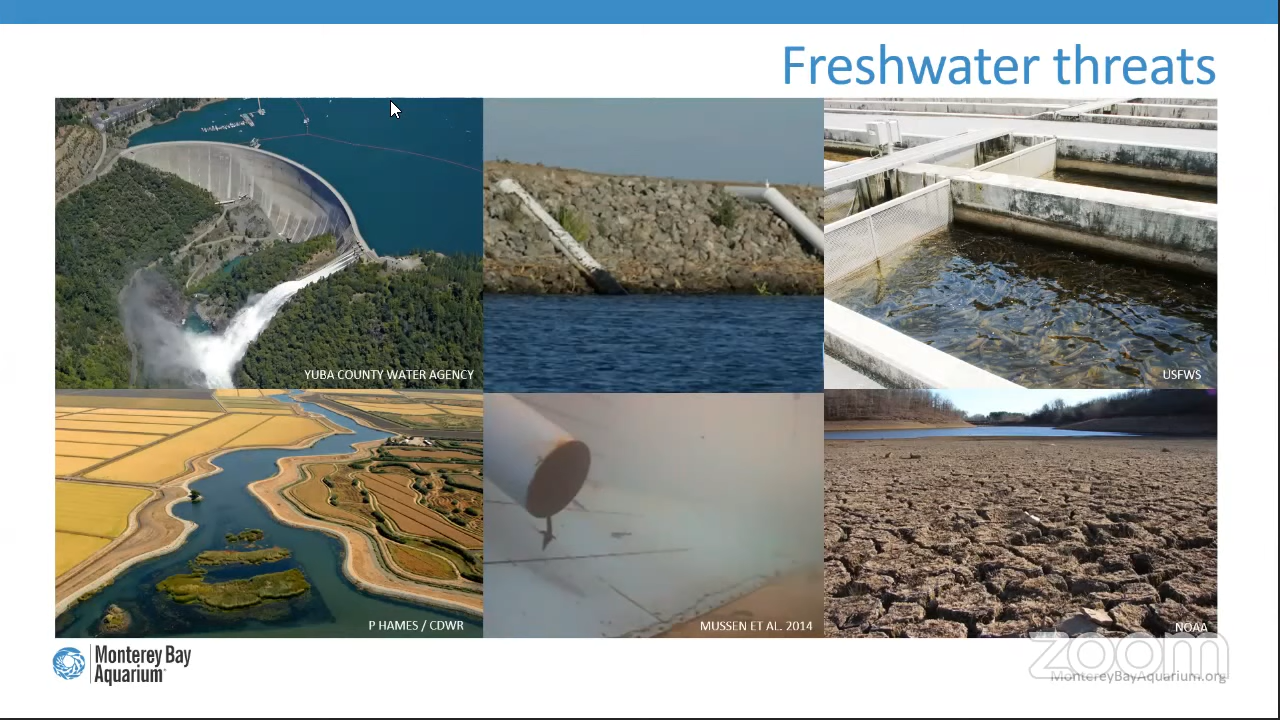 Freshwater threats
YUBA COUNTY WATER AGENCY
USFWS
P HAMES / CDWR
MUSSEN ET AL. 2014
NOAA
Monterey Bay
Aquarium
zoom
MontereyBayAquarium.org